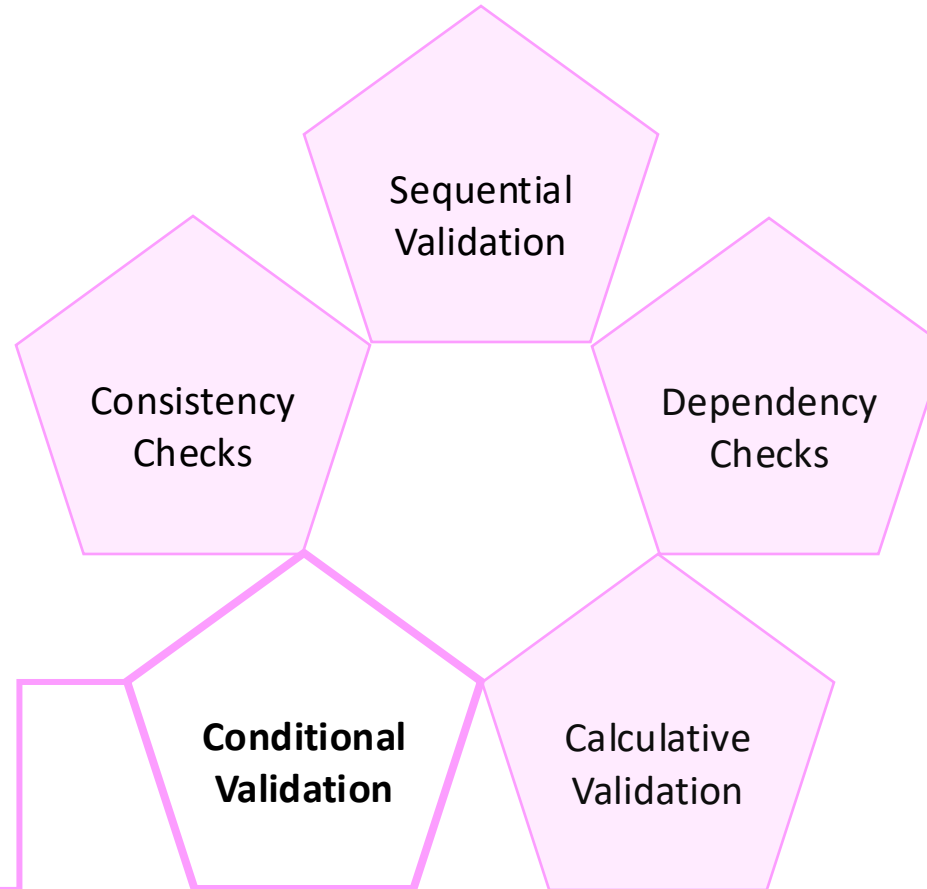 Sequential
Validation
Consistency
Checks
Dependency
Checks
Conditional
Validation
Calculative
Validation